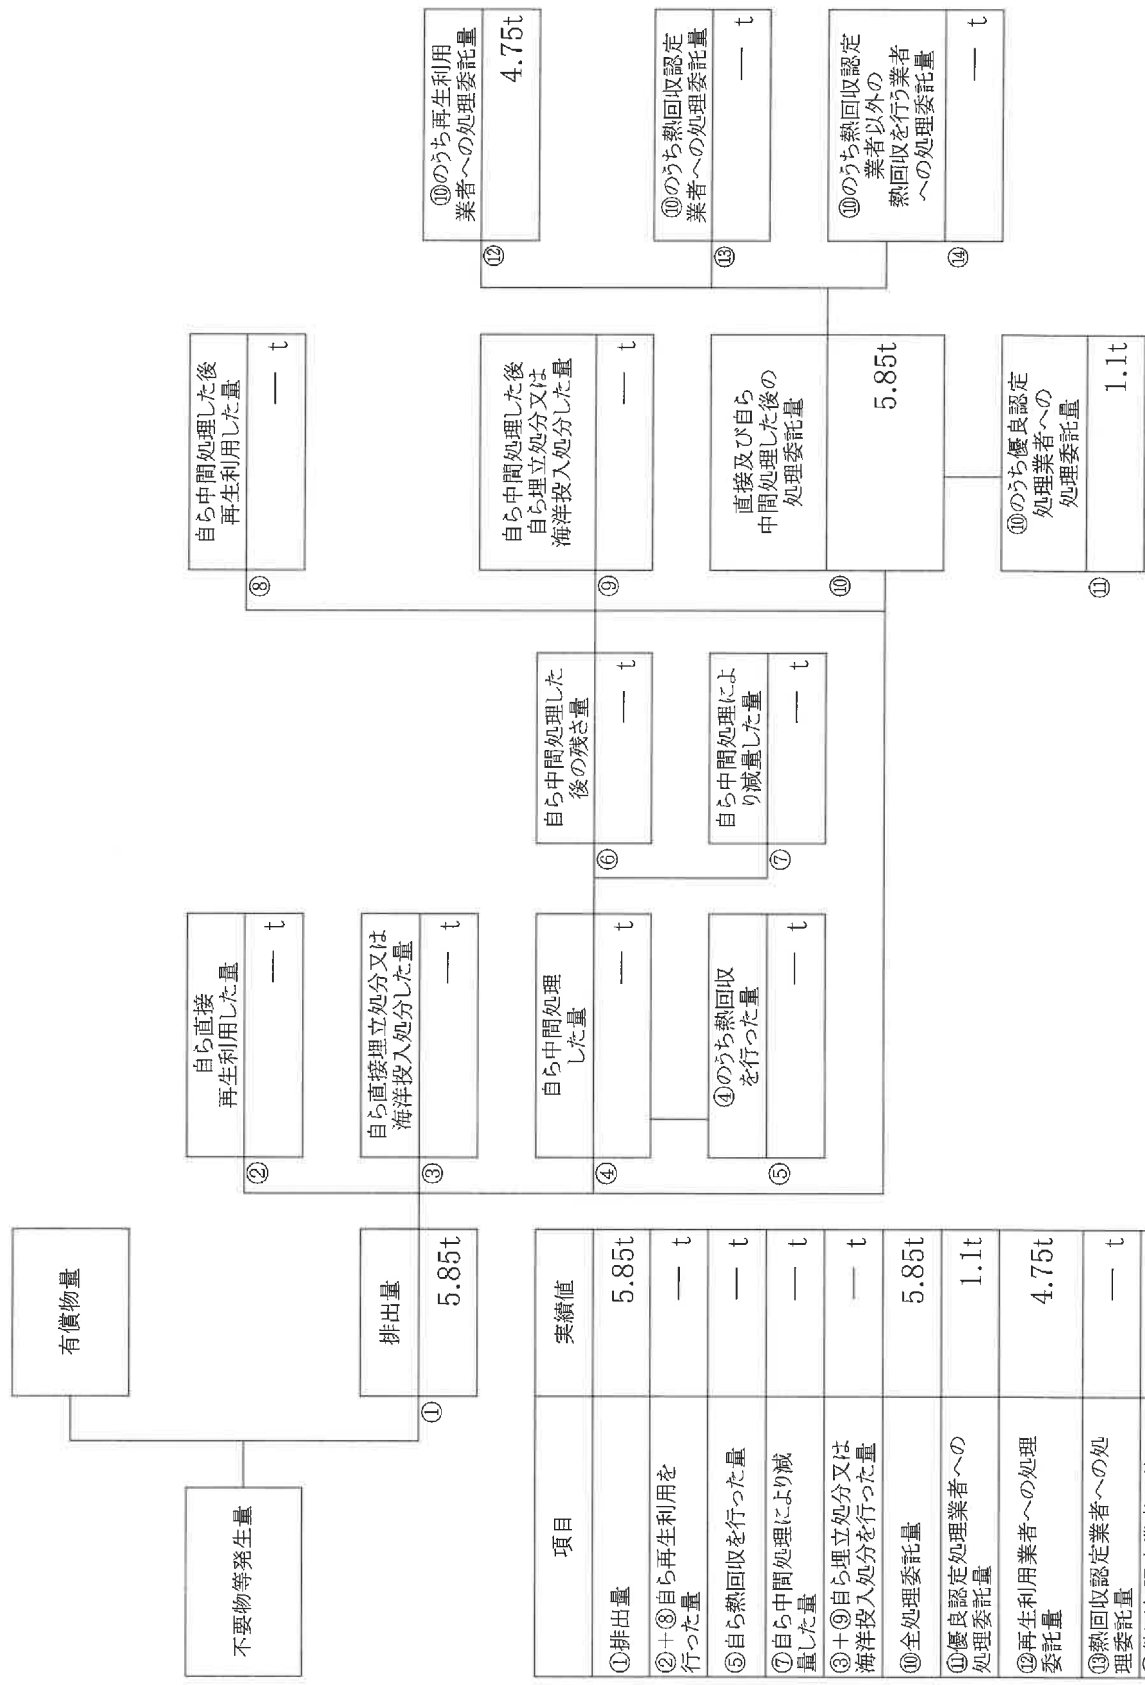 不要物等発生量
有償物量
排出量
①
5.85t
自ら直接
再生利用した量
②
— t
自ら直接埋立処分又は
海洋投入処分した量
③
— t
自ら中間処理
した量
④
— t
④のうち熱回収
を行った量
⑤
— t
自ら中間処理した
後の残さ量
⑥
— t
自ら中間処理によ
り減量した量
⑦
— t
自ら中間処理した後
再生利用した量
⑧
— t
自ら中間処理した後
自ら埋立処分又は
海洋投入処分した量
⑨
— t
直接及び自ら
中間処理した後の
処理委託量
⑩
5.85t
⑩のうち優良認定
処理業者への
処理委託量
⑪
1.1t
⑩のうち再生利用
業者への処理委託量
⑫
4.75t
⑩のうち熱回収認定
業者への処理委託量
⑬
— t
⑩のうち熱回収認定
業者以外の
熱回収を行う業者
への処理委託量
⑭
— t
項目 実績値
①排出量 5.85t
②+⑧自ら再生利用を
行った量 — t
⑤自ら熱回収を行った量 — t
⑦自ら中間処理により減
量した量 — t
③+⑨自ら埋立処分又は
海洋投入処分を行った量 — t
⑩全処理委託量 5.85t
⑪優良認定処理業者への
処理委託量 1.1t
⑫再生利用業者への処理
委託量 4.75t
⑬熱回収認定業者への処
理委託量 — t